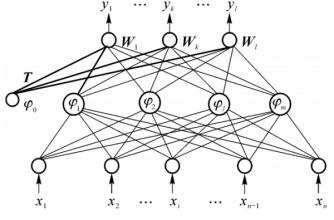 y₁ ⋯ yₖ ⋯ yₗ
W₁ Wₖ Wₗ
T
φ₀ φ₁ φ₂ φᵢ φₘ
x₁ x₂ ⋯ xᵢ ⋯ xₙ₋₁ xₙ